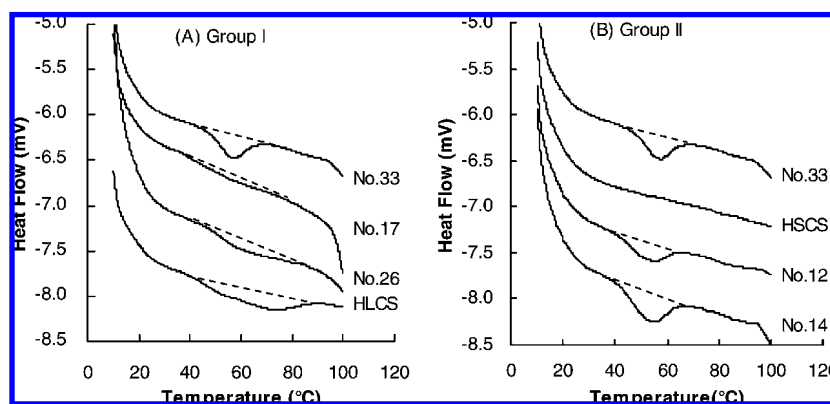 (A) Group I
-5.0
-5.5
-6.0
-6.5
-7.0
-7.5
-8.0
-8.5
Heat Flow (mV)
No.33
No.17
No.26
HLCS
0 20 40 60 80 100 120
Temperature (°C)
(B) Group II
-5.0
-5.5
-6.0
-6.5
-7.0
-7.5
-8.0
-8.5
Heat Flow (mV)
No.33
HSCS
No.12
No.14
0 20 40 60 80 100 120
Temperature(°C)